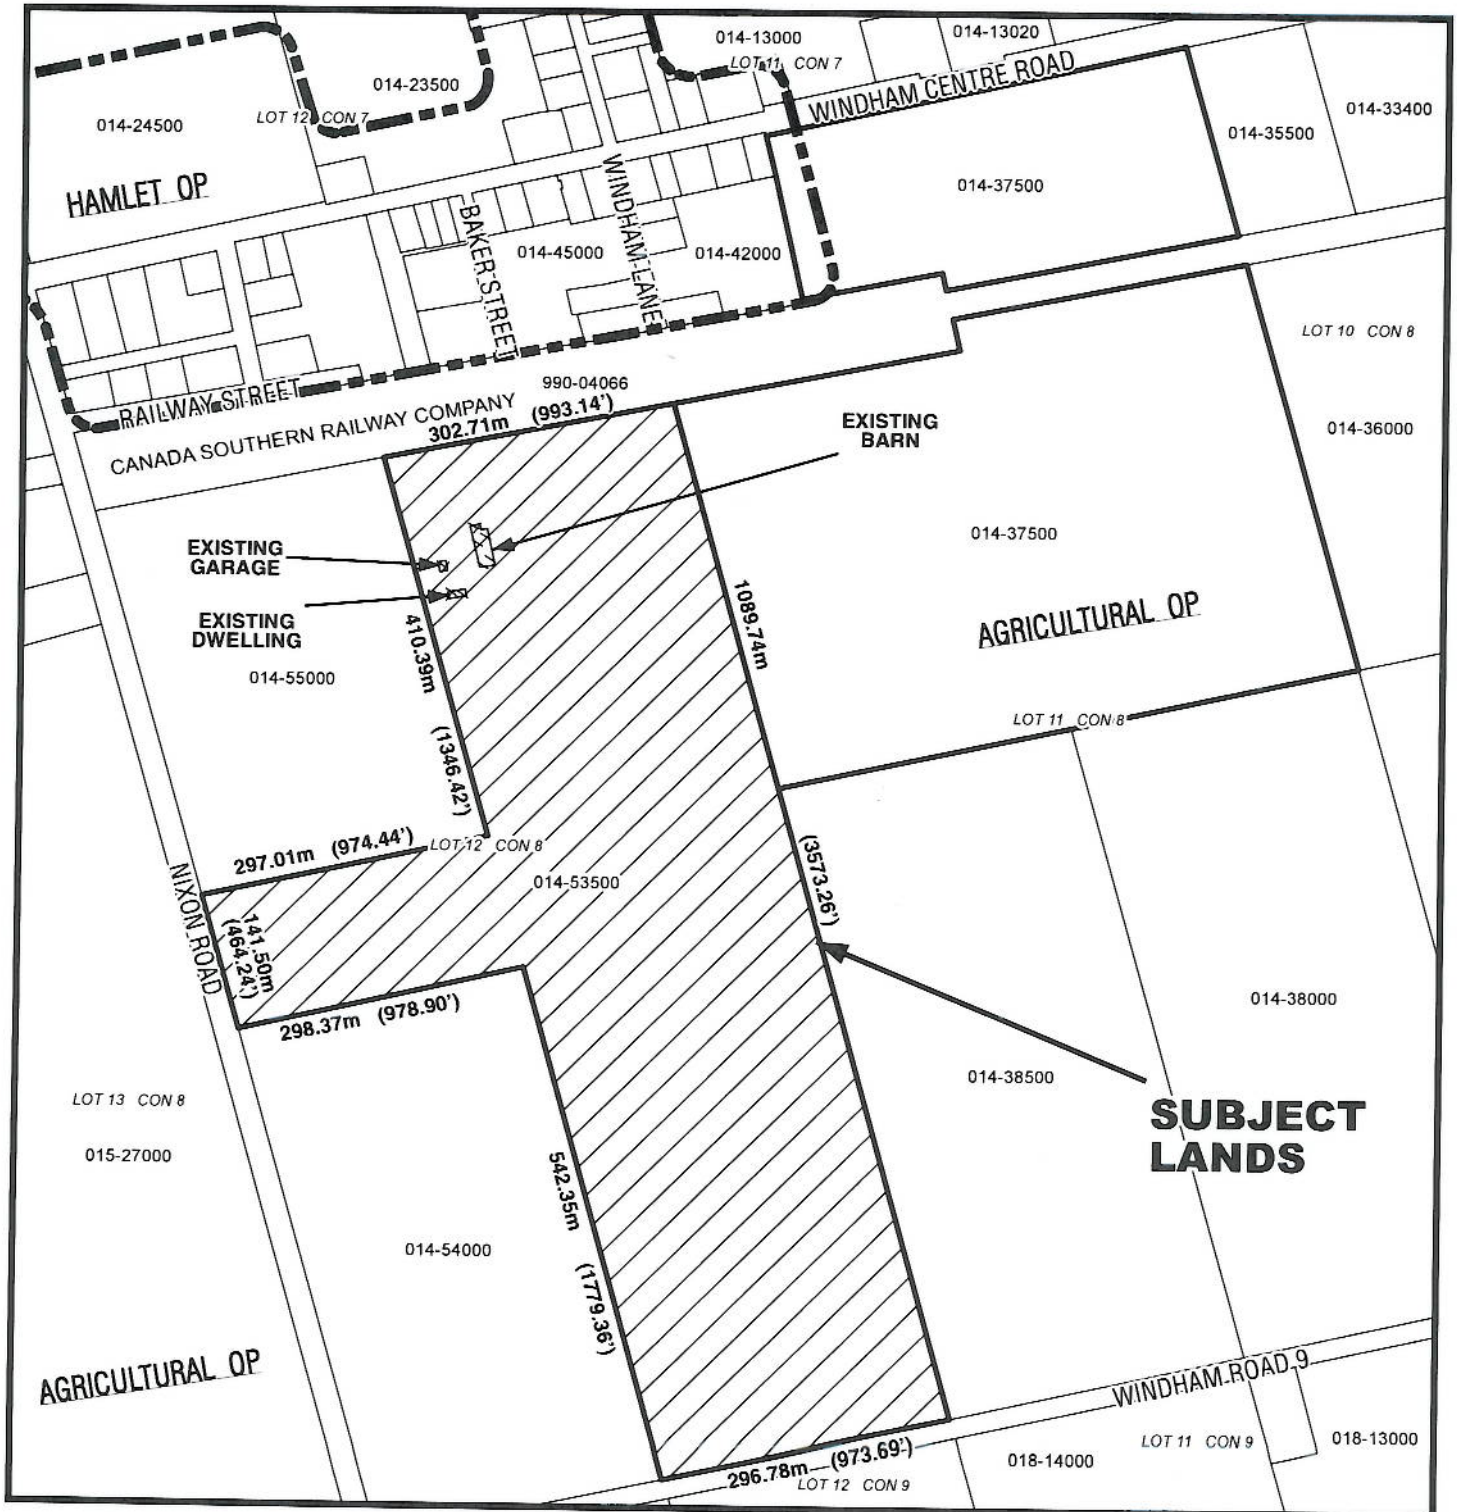 014-13000
014-13020
LOT 11 CON 7
WINDHAM CENTRE ROAD
014-23500
014-24500
LOT 12 CON 7
014-33400
014-35500
HAMLET OP
014-37500
WINDHAM LANE
BAKER STREET
014-45000
014-42000
LOT 10 CON 8
RAILWAY STREET
990-04066
CANADA SOUTHERN RAILWAY COMPANY
302.71m (993.14')
EXISTING
BARN
014-36000
014-37500
EXISTING
GARAGE
EXISTING
DWELLING
410.39m
(1346.42')
1089.74m
(3573.26')
AGRICULTURAL OP
014-55000
LOT 11 CON 8
297.01m (974.44')
LOT 12 CON 8
014-53500
NIXON ROAD
141.50m
(464.24')
298.37m (978.90')
014-38000
014-38500
SUBJECT
LANDS
LOT 13 CON 8
015-27000
542.35m
(1779.36')
014-54000
AGRICULTURAL OP
WINDHAM ROAD 9
296.78m (973.69')
LOT 12 CON 9
018-14000
LOT 11 CON 9
018-13000